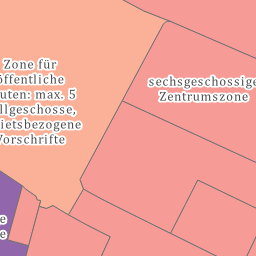 Zone für
öffentliche
uten: max. 5
llgeschosse,
ietsbezogene
Vorschrifte
sechsgeschossige
Zentrumszone
e
e